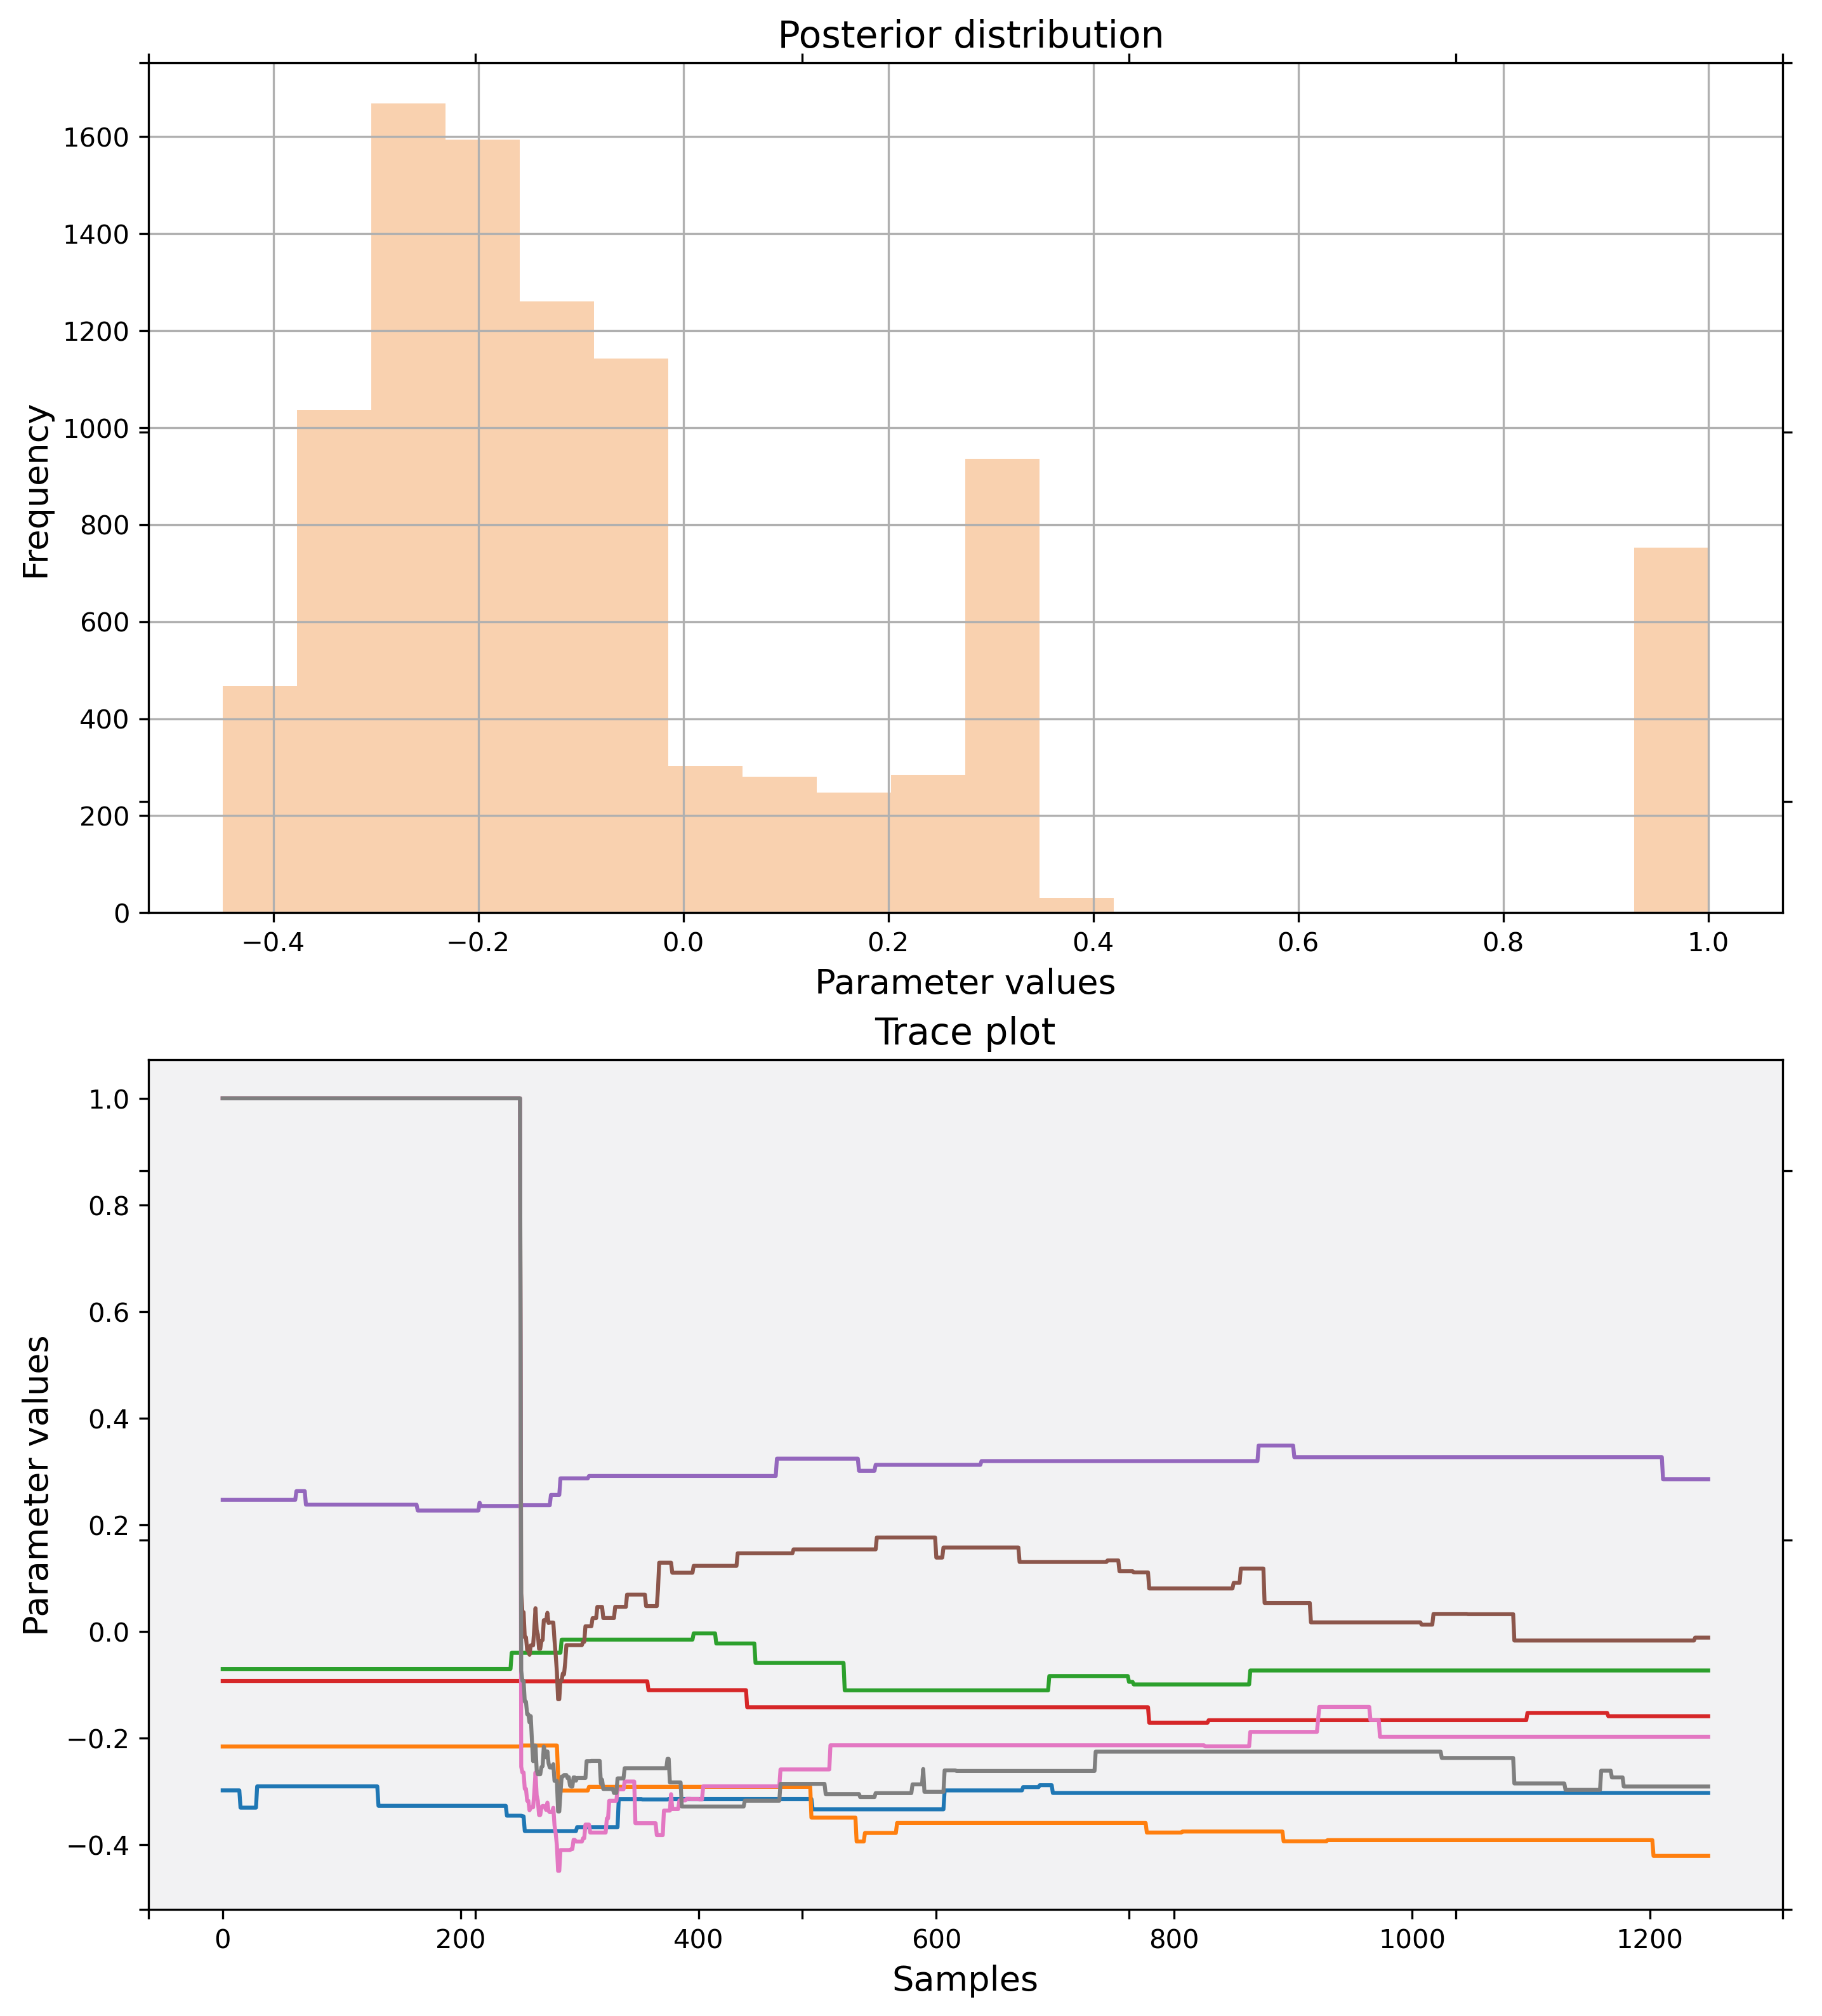 Posterior distribution
1600
1400
1200
1000
800
600
400
200
0
Frequency
−0.4 −0.2 0.0 0.2 0.4 0.6 0.8 1.0
Parameter values
Trace plot
1.0
0.8
0.6
0.4
0.2
0.0
−0.2
−0.4
Parameter values
0 200 400 600 800 1000 1200
Samples